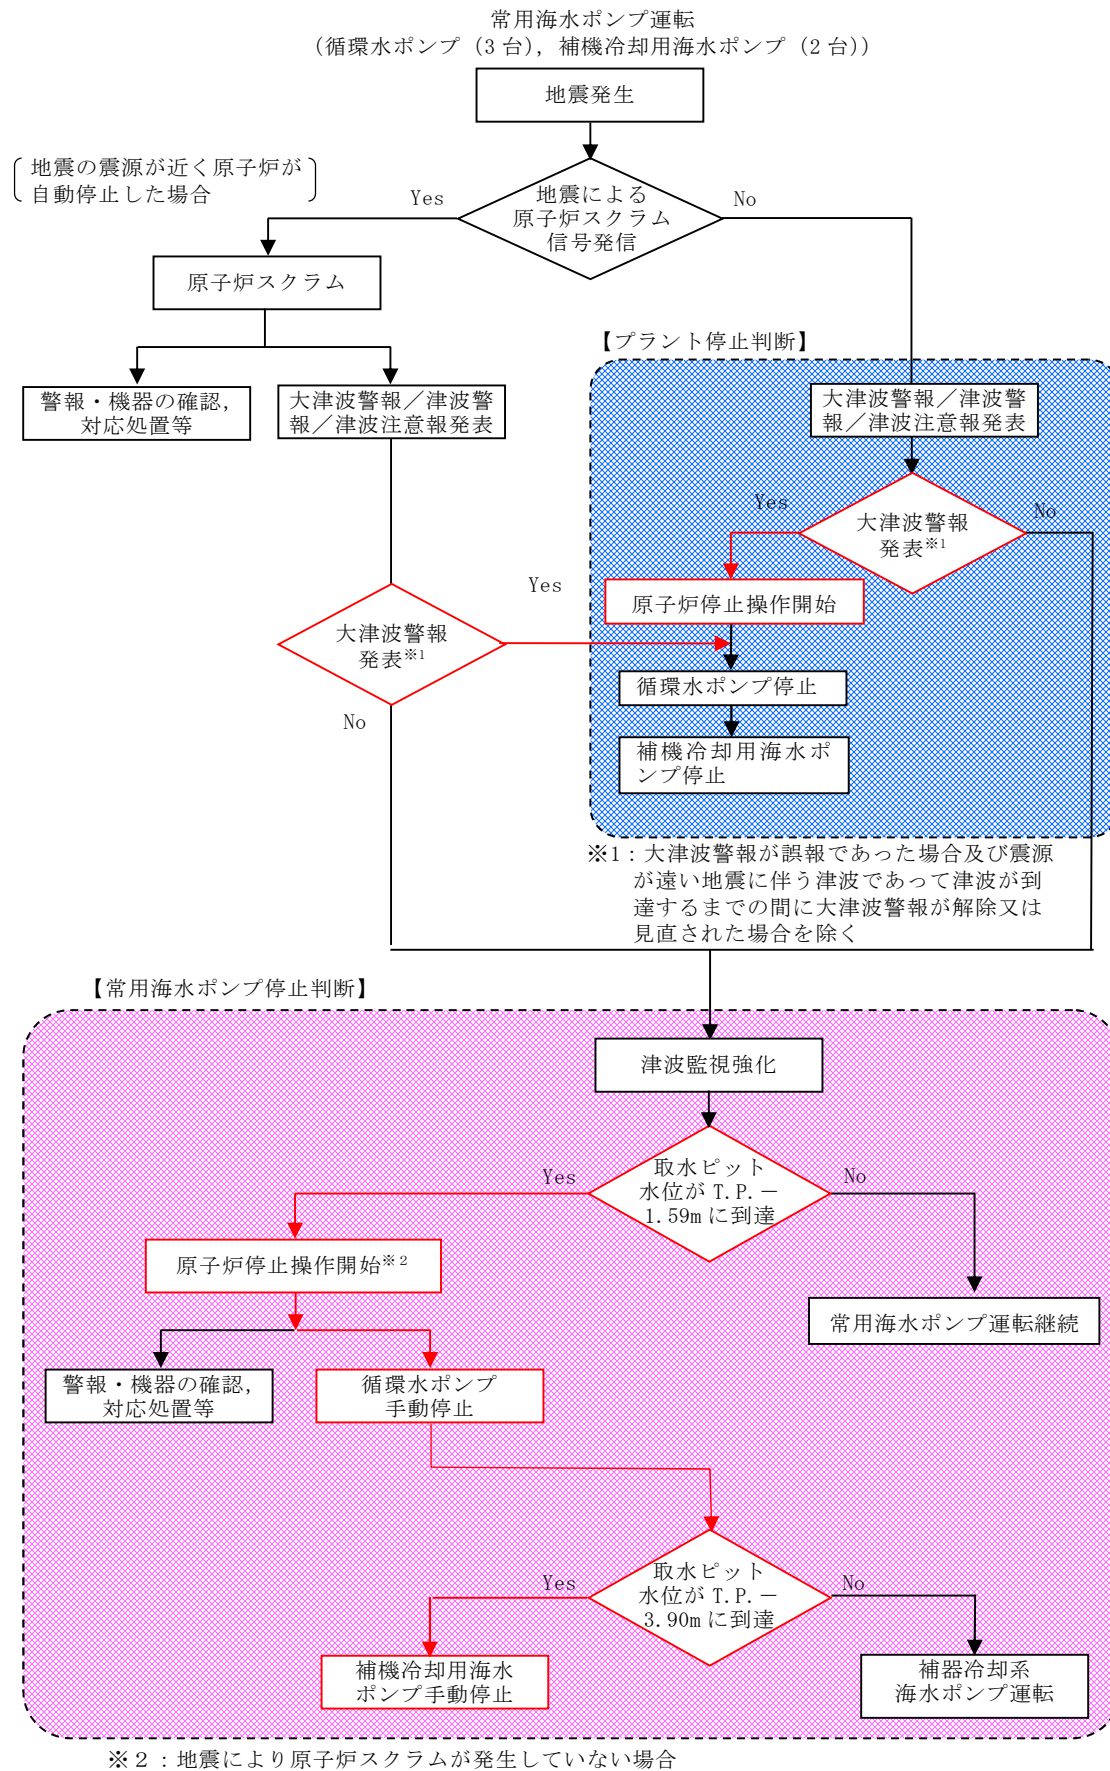 常用海水ポンプ運転
（循環水ポンプ（3台），補機冷却用海水ポンプ（2台））
地震発生
地震の震源が近く原子炉が
自動停止した場合
Yes
地震による
原子炉スクラム
信号発信
No
原子炉スクラム
【プラント停止判断】
警報・機器の確認，
対応処置等
大津波警報／津波警
報／津波注意報発表
大津波警報／津波警
報／津波注意報発表
Yes
大津波警報
発表※1
No
原子炉停止操作開始
Yes
大津波警報
発表※1
No
循環水ポンプ停止
補機冷却用海水ポ
ンプ停止
※1：大津波警報が誤報であった場合及び震源
が遠い地震に伴う津波であって津波が到
達するまでの間に大津波警報が解除又は
見直された場合を除く
【常用海水ポンプ停止判断】
津波監視強化
Yes
取水ピット
水位が T.P.－
1.59m に到達
No
原子炉停止操作開始※2
常用海水ポンプ運転継続
警報・機器の確認，
対応処置等
循環水ポンプ
手動停止
Yes
取水ピット
水位が T.P.－
3.90m に到達
No
補機冷却用海水
ポンプ手動停止
補器冷却系
海水ポンプ運転
※２：地震により原子炉スクラムが発生していない場合